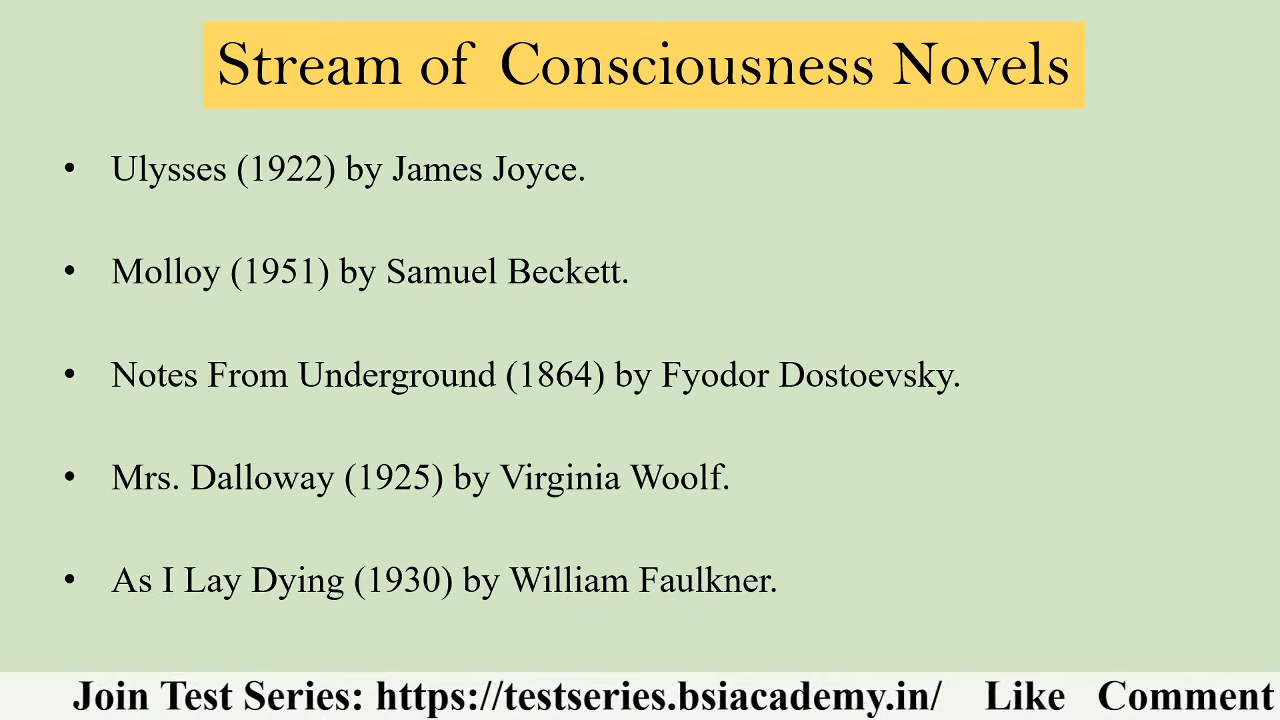 Stream of Consciousness Novels
• Ulysses (1922) by James Joyce.
• Molloy (1951) by Samuel Beckett.
• Notes From Underground (1864) by Fyodor Dostoevsky.
• Mrs. Dalloway (1925) by Virginia Woolf.
• As I Lay Dying (1930) by William Faulkner.
Join Test Series: https://testseries.bsiacademy.in/ Like Comment